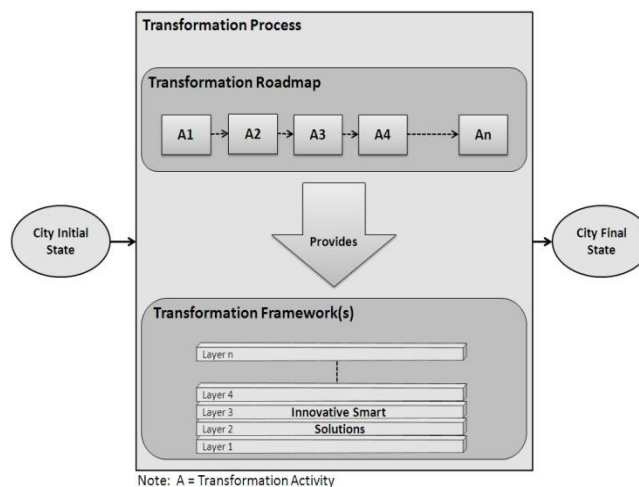 Transformation Process
Transformation Roadmap
A1 A2 A3 A4 An
Provides
City Initial
State
City Final
State
Transformation Framework(s)
Layer n
Layer 4
Layer 3 Innovative Smart
Layer 2 Solutions
Layer 1
Note: A = Transformation Activity